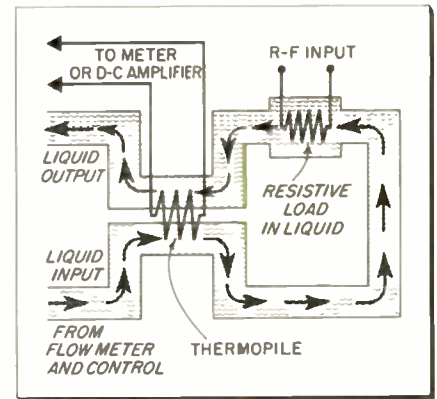 TO METER
OR D-C AMPLIFIER
R-F INPUT
LIQUID
OUTPUT
RESISTIVE
LOAD
IN LIQUID
LIQUID
INPUT
FROM
FLOW METER
AND CONTROL
THERMOPILE